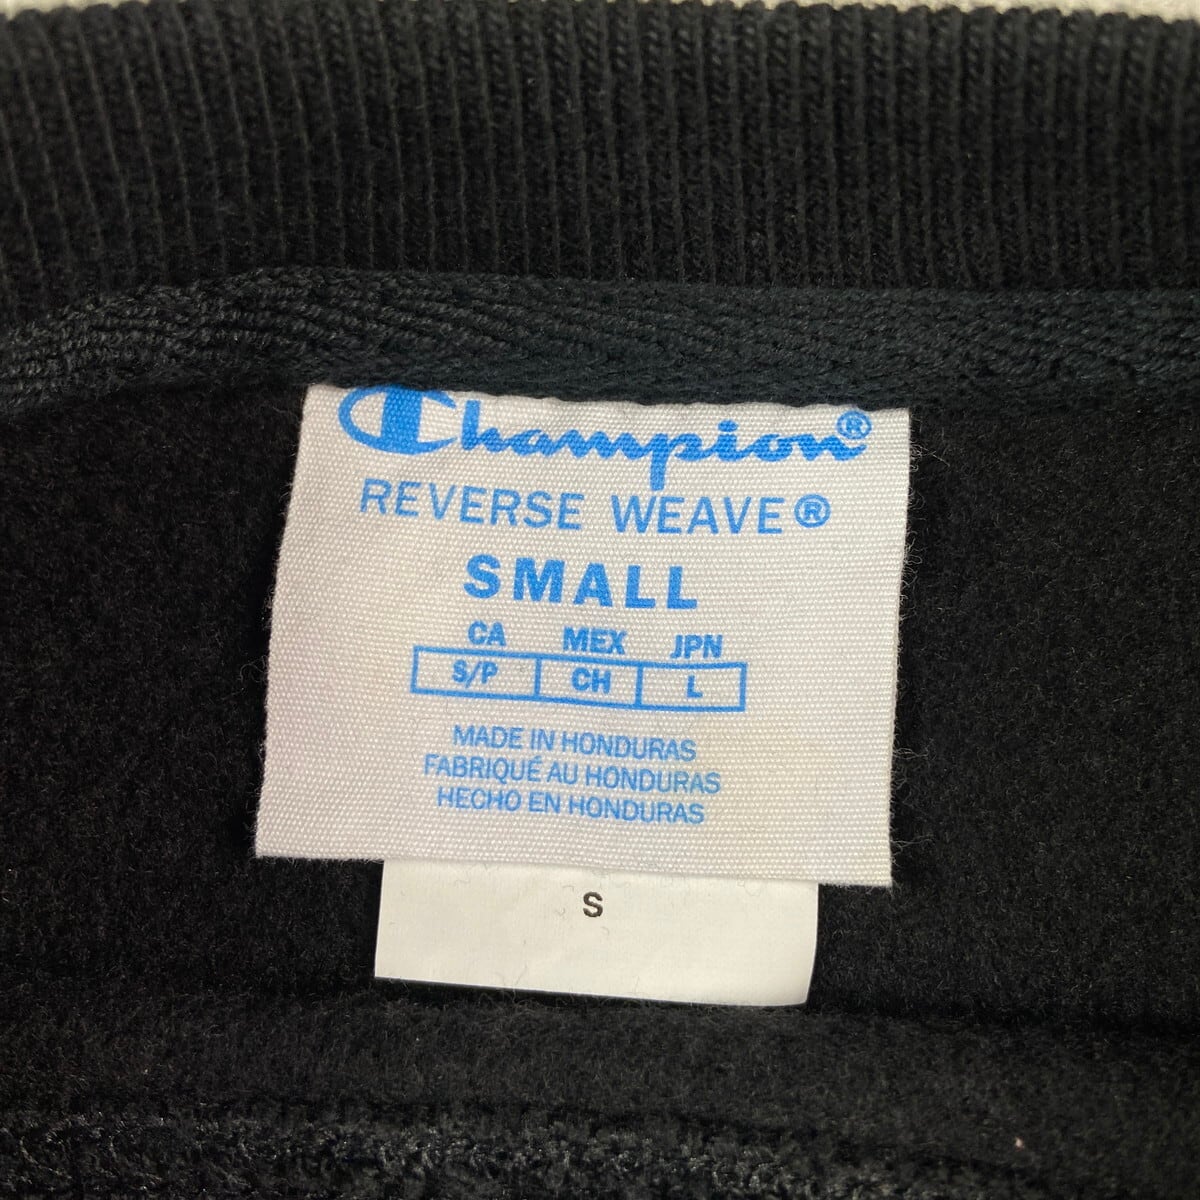 Champion®
REVERSE WEAVE®
SMALL
CA MEX JPN
S/P CH L
MADE IN HONDURAS
FABRIQUÉ AU HONDURAS
HECHO EN HONDURAS
S